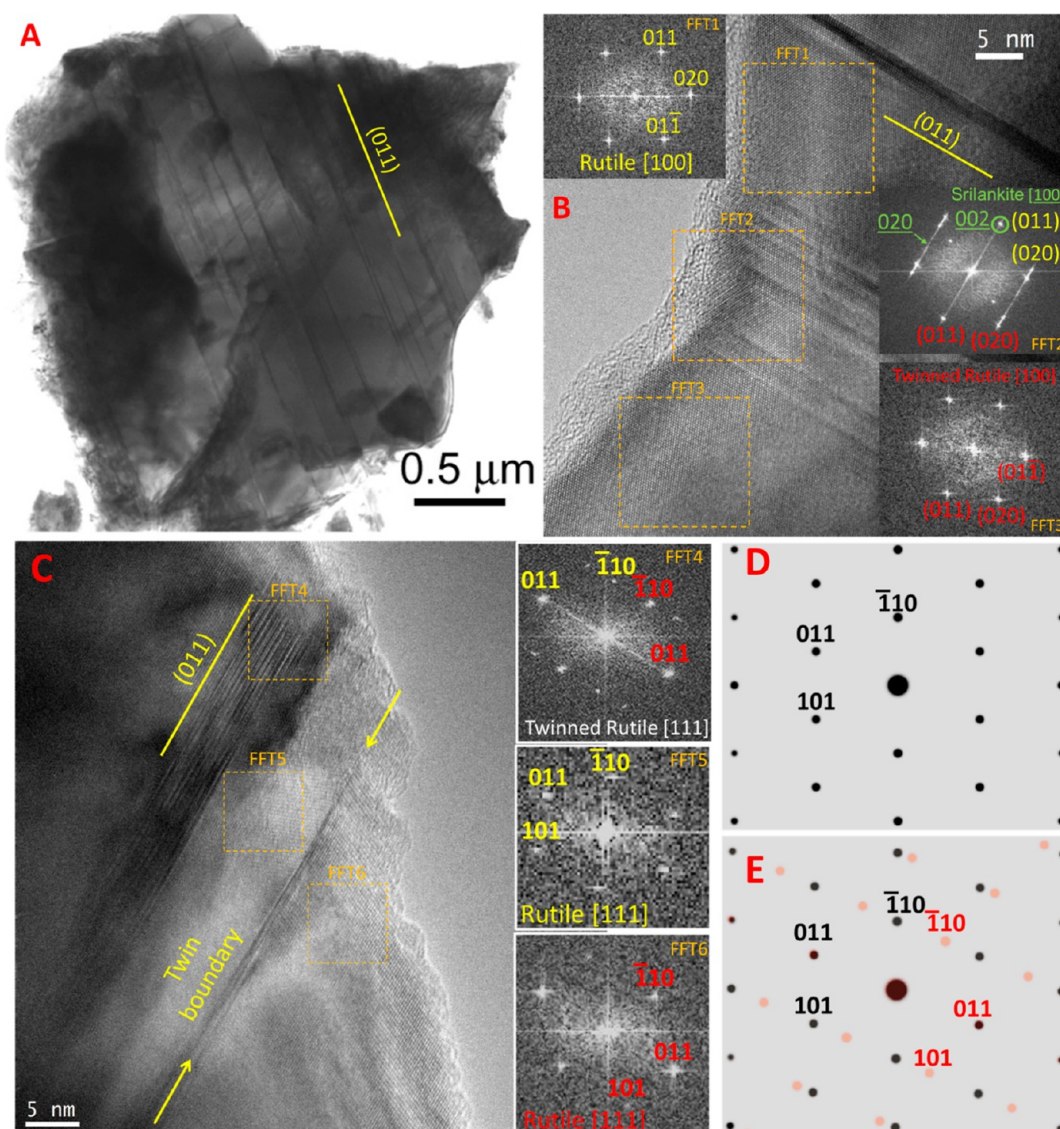 A
(011)
0.5 μm
B
FFT1
011
020
01̅1̅
Rutile [100]
FFT1
5 nm
(011)
FFT2
FFT3
Srilankite [100]
020
002
(011)
(020)
(011)
(020)
FFT2
Twinned Rutile [100]
(011̅)
(011)
(020)
FFT3
C
(011)
FFT4
FFT5
FFT6
Twin
boundary
5 nm
FFT4
011
1̅10
1̅10
011
Twinned Rutile [111]
FFT5
1̅10
011
101
Rutile [111]
FFT6
1̅10
011
101
Rutile [111]
D
1̅10
011
101
E
1̅10
1̅10
011
101
011
101